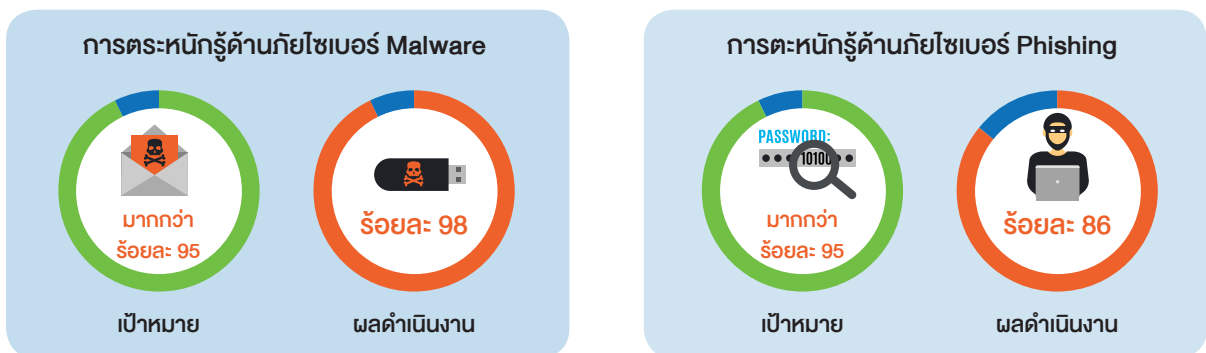 การตระหนักรู้ด้านภัยไซเบอร์ Malware
มากกว่า
ร้อยละ 95
เป้าหมาย
ร้อยละ 98
ผลดำเนินงาน
การตะหนักรู้ด้านภัยไซเบอร์ Phishing
PASSWORD:
10100
มากกว่า
ร้อยละ 95
เป้าหมาย
ร้อยละ 86
ผลดำเนินงาน